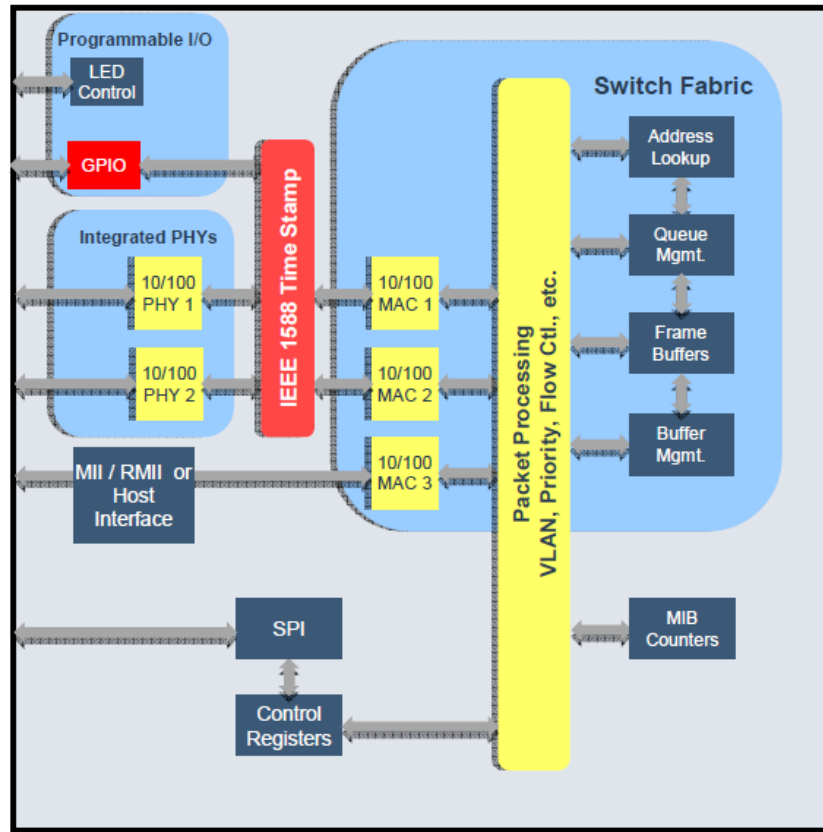 Programmable I/O
LED
Control
GPIO
Integrated PHYs
10/100
PHY 1
10/100
PHY 2
MII / RMII or
Host
Interface
IEEE 1588 Time Stamp
Switch Fabric
10/100
MAC 1
10/100
MAC 2
10/100
MAC 3
Packet Processing
VLAN, Priority, Flow Ctl., etc.
Address
Lookup
Queue
Mgmt.
Frame
Buffers
Buffer
Mgmt.
SPI
Control
Registers
MIB
Counters